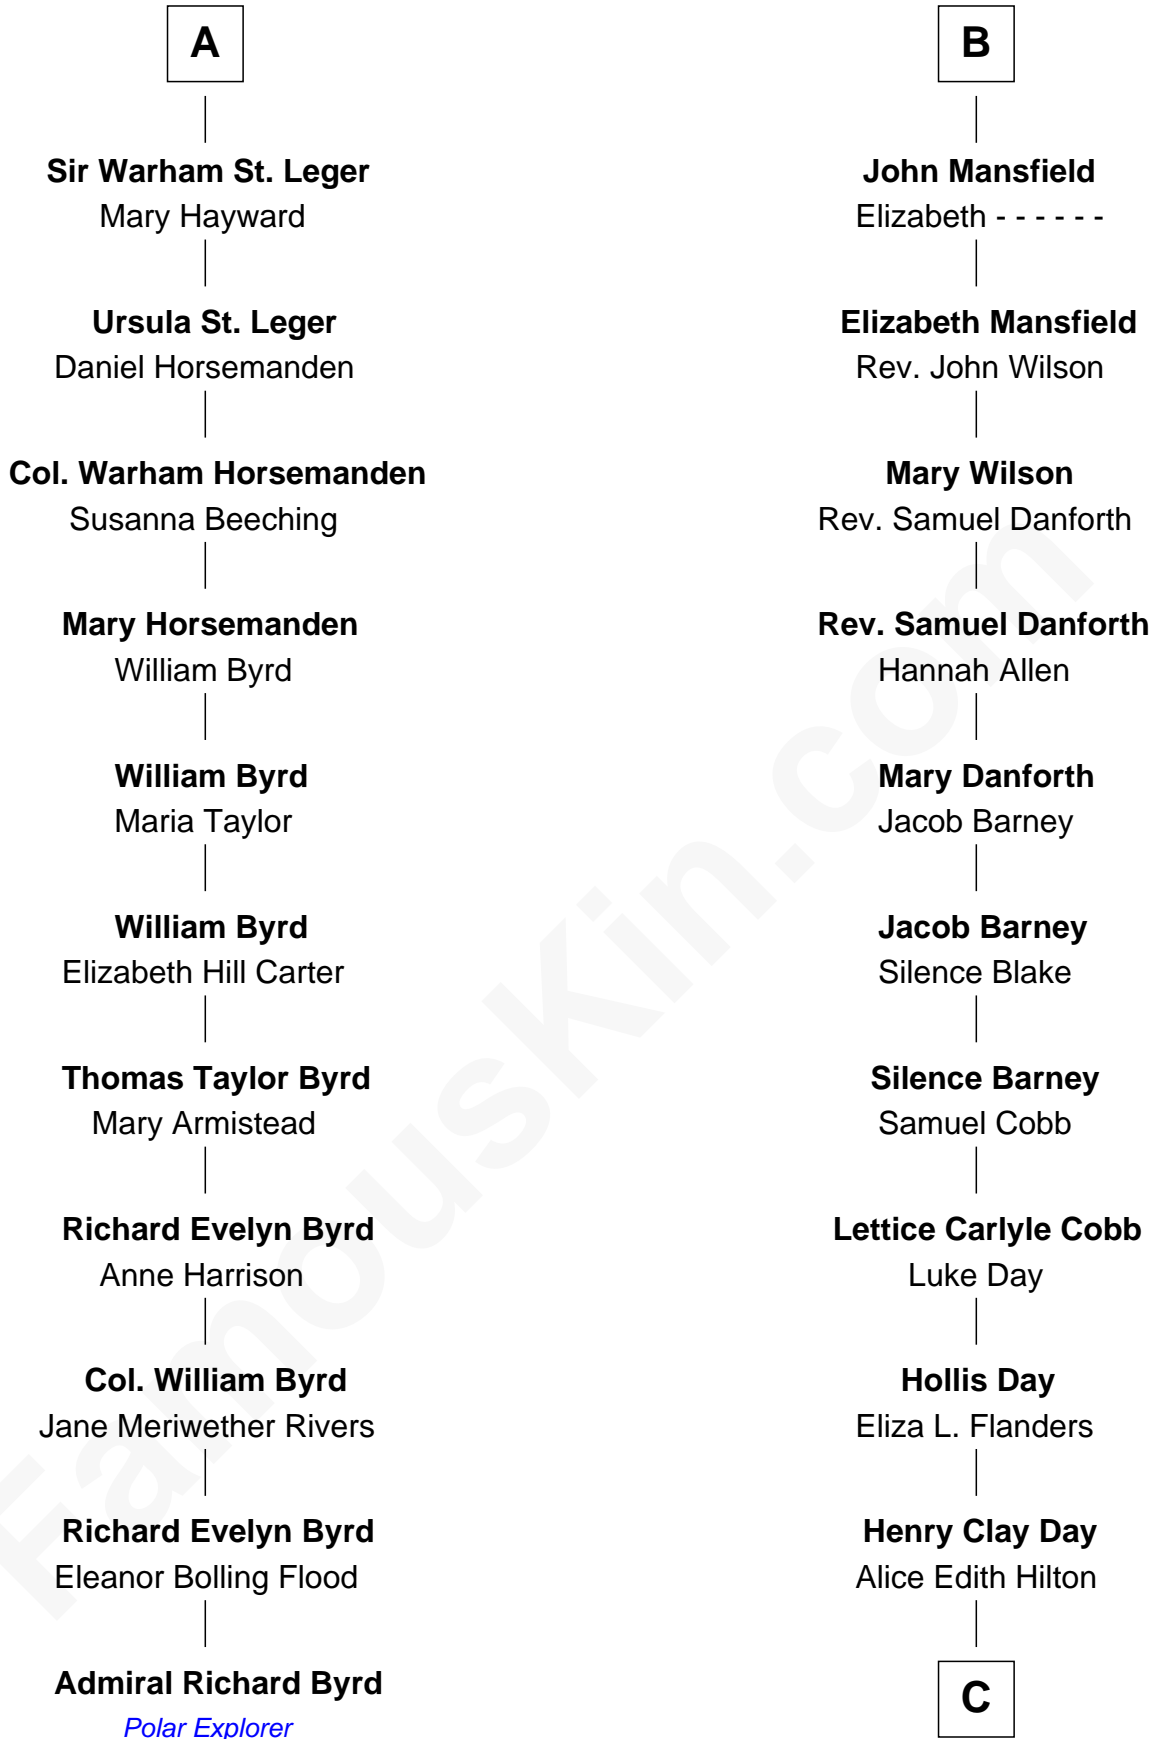 A
Sir Warham St. Leger
Mary Hayward
Ursula St. Leger
Daniel Horsemanden
Col. Warham Horsemanden
Susanna Beeching
Mary Horsemanden
William Byrd
William Byrd
Maria Taylor
William Byrd
Elizabeth Hill Carter
Thomas Taylor Byrd
Mary Armistead
Richard Evelyn Byrd
Anne Harrison
Col. William Byrd
Jane Meriwether Rivers
Richard Evelyn Byrd
Eleanor Bolling Flood
Admiral Richard Byrd
Polar Explorer
B
John Mansfield
Elizabeth - - - - - -
Elizabeth Mansfield
Rev. John Wilson
Mary Wilson
Rev. Samuel Danforth
Rev. Samuel Danforth
Hannah Allen
Mary Danforth
Jacob Barney
Jacob Barney
Silence Blake
Silence Barney
Samuel Cobb
Lettice Carlyle Cobb
Luke Day
Hollis Day
Eliza L. Flanders
Henry Clay Day
Alice Edith Hilton
C
FamousKin.com